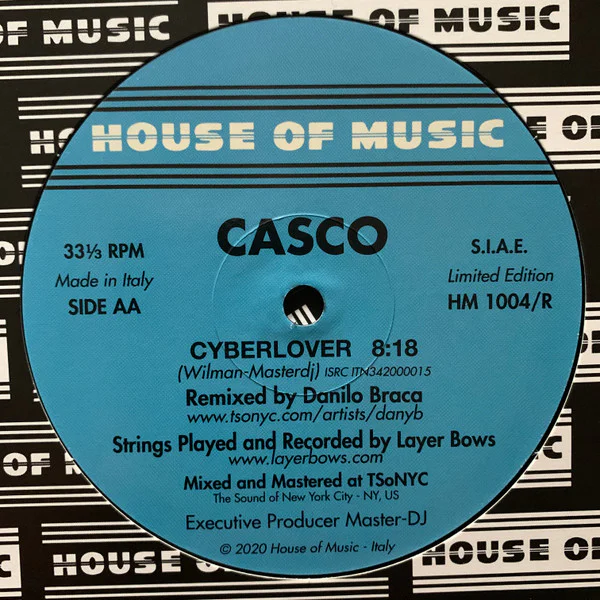 OF MUSIC
HOUSE OF MUSIC
CASCO
33⅓ RPM
Made in Italy
SIDE AA
S.I.A.E.
Limited Edition
HM 1004/R
CYBERLOVER 8:18
(Wilman-Masterdj) ISRC ITN342000015
Remixed by Danilo Braca
www.tsonyc.com/artists/danyb
Strings Played and Recorded by Layer Bows
www.layerbows.com
Mixed and Mastered at TSoNYC
The Sound of New York City - NY, US
Executive Producer Master-DJ
© 2020 House of Music - Italy
OF M
HOUSE OF
HOUSE O